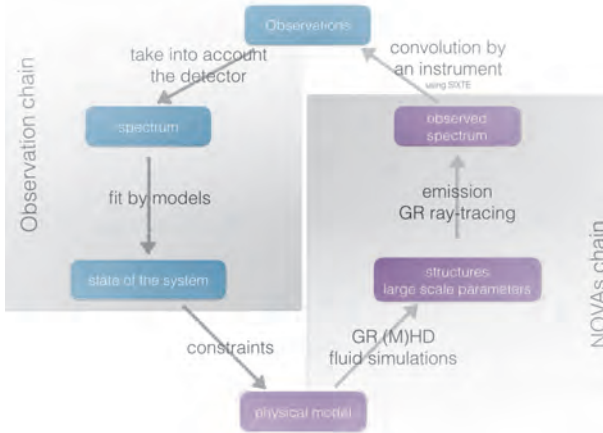 Observations
take into account
the detector
convolution by
an instrument
using SIXTE
Observation chain
spectrum
observed
spectrum
fit by models
emission
GR ray-tracing
state of the system
structures
large scale parameters
NOVAs chain
constraints
GR (M)HD
fluid simulations
physical model